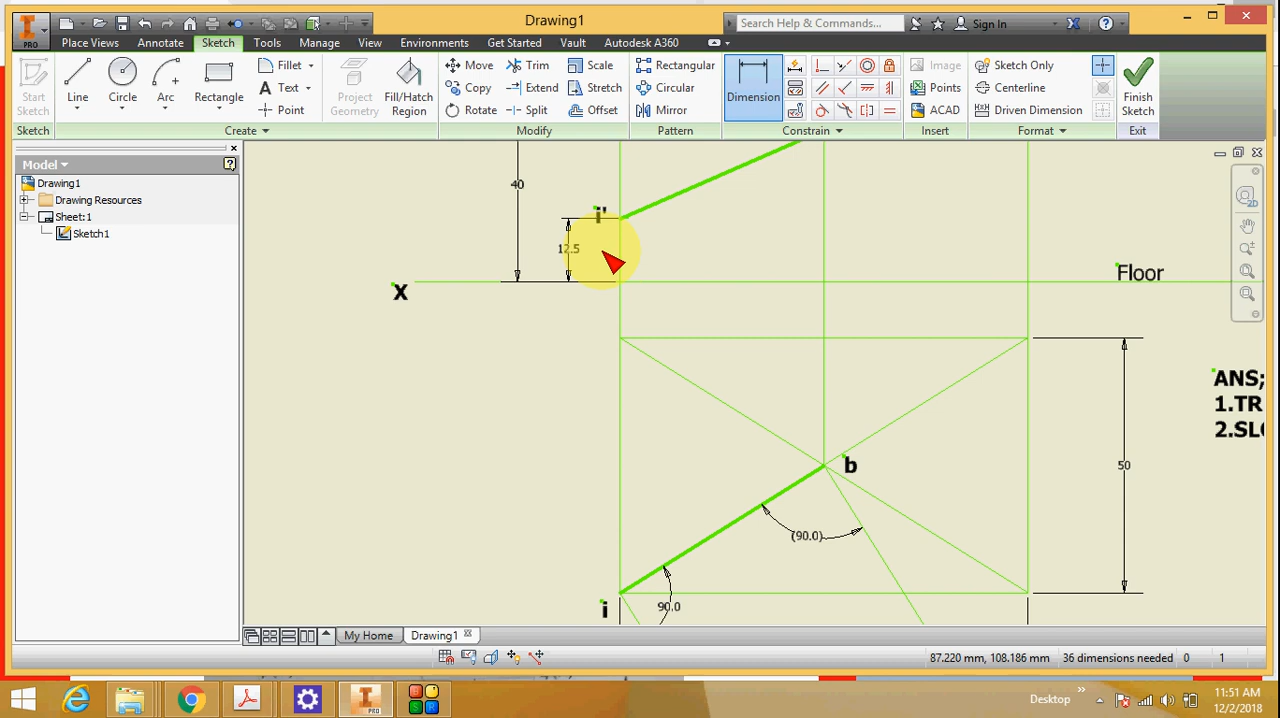 Drawing1
Search Help & Commands...
Sign In
PRO
Place Views Annotate Sketch Tools Manage View Environments Get Started Vault Autodesk A360
Start Sketch
Line
Circle
Arc
Rectangle
Fillet
Text
Point
Project Geometry
Fill/Hatch Region
Move Trim Scale
Copy Extend Stretch
Rotate Split Offset
Rectangular
Circular
Mirror
Dimension
Image
Points
ACAD
Sketch Only
Centerline
Driven Dimension
Finish Sketch
Sketch Create Modify Pattern Constrain Insert Format Exit
Model
Drawing1
Drawing Resources
Sheet:1
Sketch1
40
i'
12.5
X
Floor
2D
ANS;
1.TR
2.SL
b
50
(90.0)
i
90.0
My Home Drawing1
87.220 mm, 108.186 mm 36 dimensions needed 0 1
PRO
Desktop
11:51 AM
12/2/2018